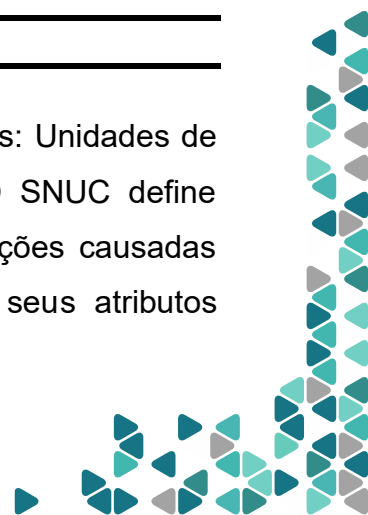 s: Unidades de
SNUC define
ções causadas
seus atributos